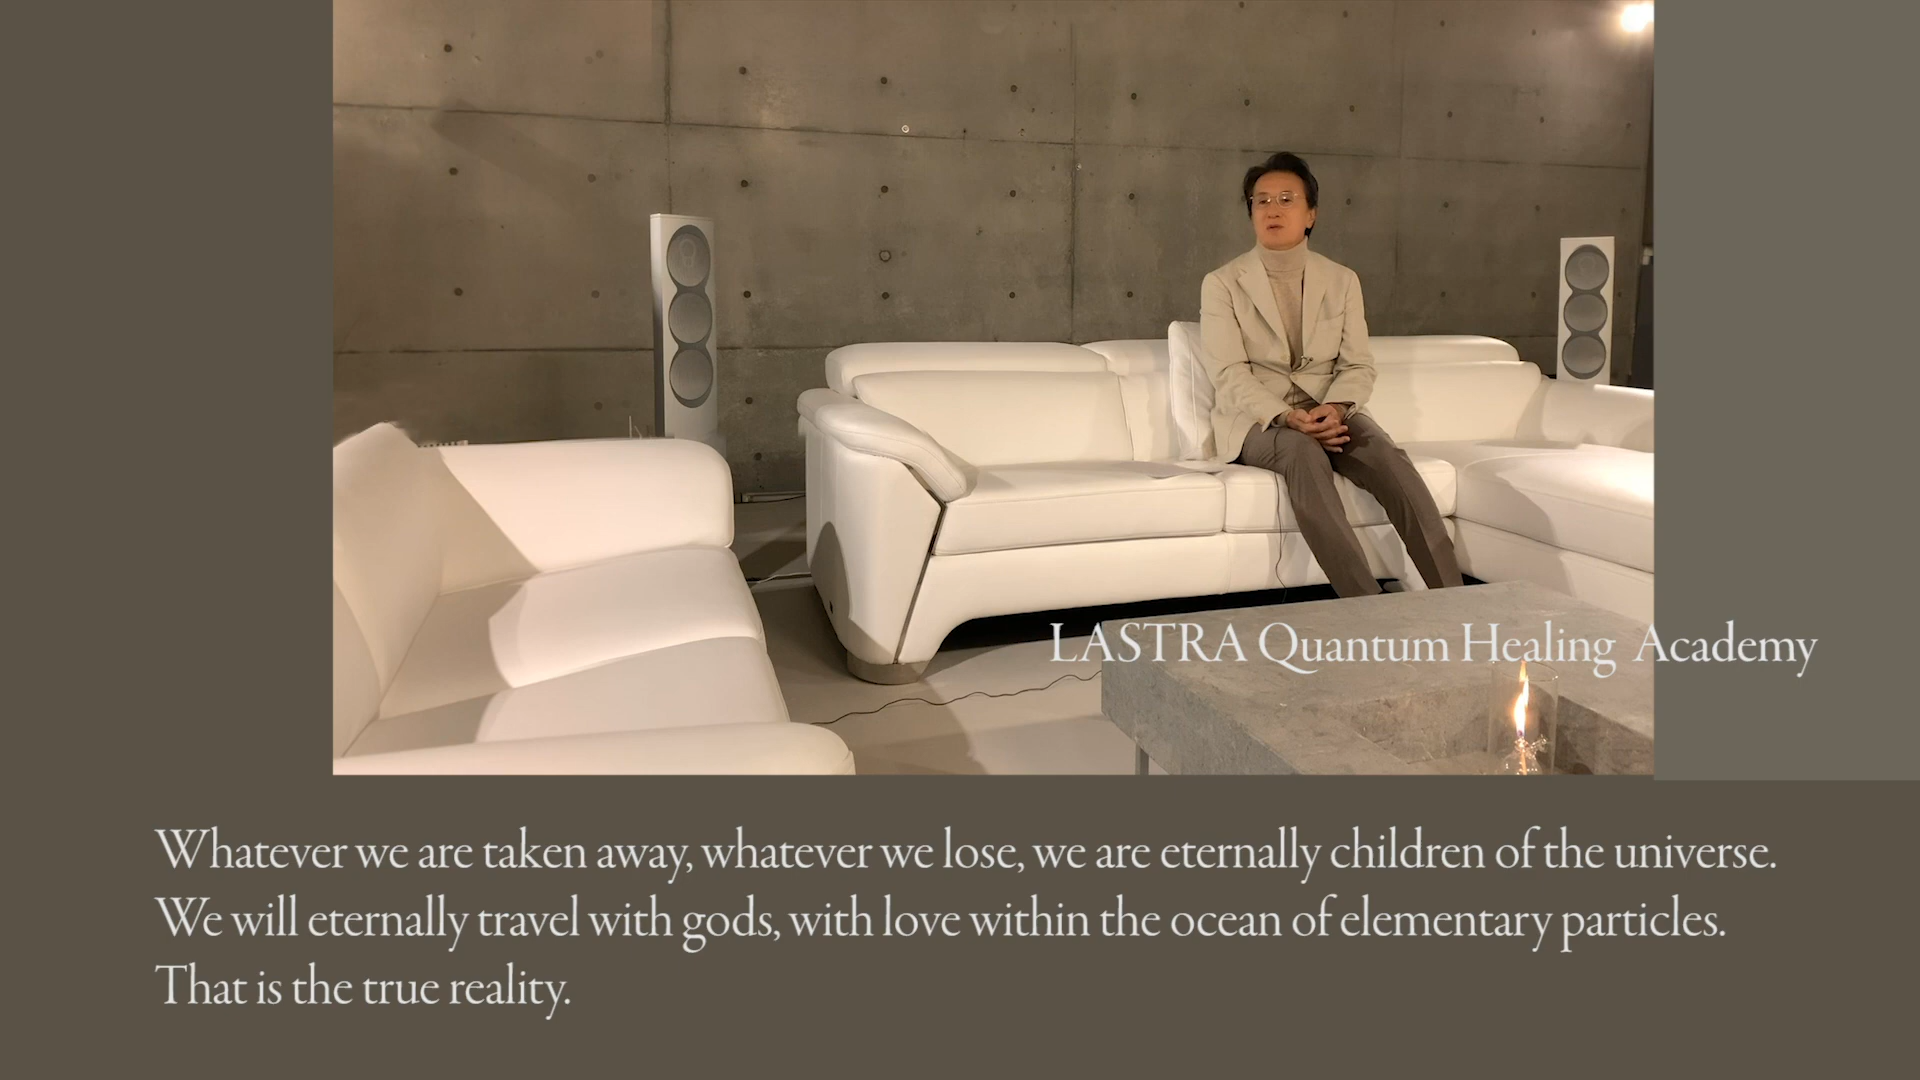 LASTRA Quantum Healing Academy
Whatever we are taken away, whatever we lose, we are eternally children of the universe.
We will eternally travel with gods, with love within the ocean of elementary particles.
That is the true reality.